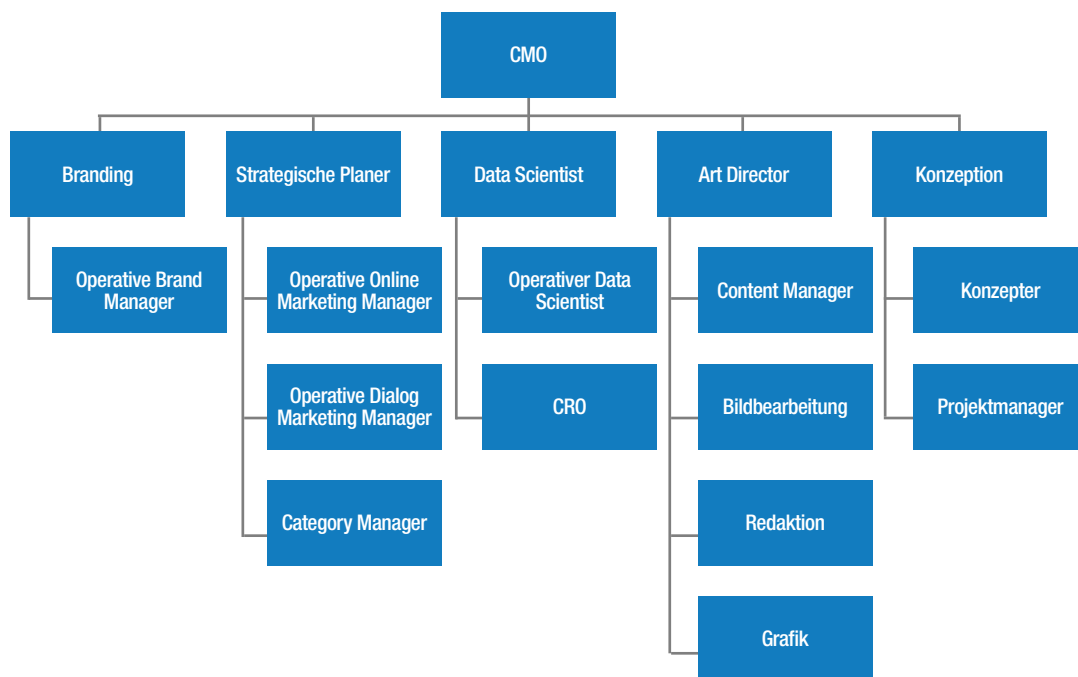 CMO
Branding
Strategische Planer
Data Scientist
Art Director
Konzeption
Operative Brand
Manager
Operative Online
Marketing Manager
Operativer Data
Scientist
Content Manager
Konzepter
Operative Dialog
Marketing Manager
CRO
Bildbearbeitung
Projektmanager
Category Manager
Redaktion
Grafik